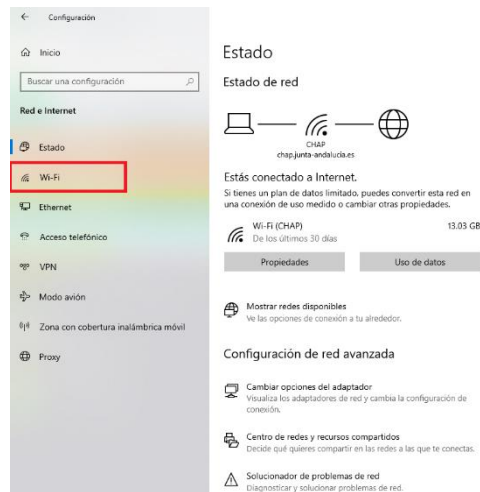 Configuración
Inicio
Buscar una configuración
Red e Internet
Estado
Wi-Fi
Ethernet
Acceso telefónico
VPN
Modo avión
Zona con cobertura inalámbrica móvil
Proxy
Estado
Estado de red
CHAP
chap.junta-andalucia.es
Estás conectado a Internet.
Si tienes un plan de datos limitado, puedes convertir esta red en
una conexión de uso medido o cambiar otras propiedades.
Wi-Fi (CHAP) 13.03 GB
De los últimos 30 días
Propiedades Uso de datos
Mostrar redes disponibles
Ve las opciones de conexión a tu alrededor.
Configuración de red avanzada
Cambiar opciones del adaptador
Visualiza los adaptadores de red y cambia la configuración de
conexión.
Centro de redes y recursos compartidos
Decide qué quieres compartir en las redes a las que te conectas.
Solucionador de problemas de red
Diagnosticar y solucionar problemas de red.